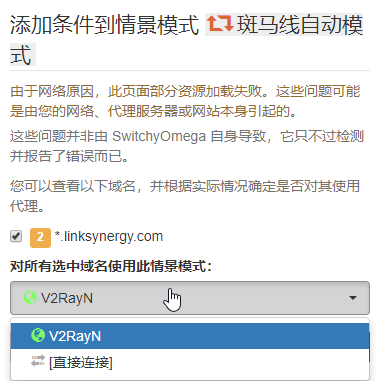 添加条件到情景模式 斑马线自动模
式
由于网络原因，此页面部分资源加载失败。这些问题可能
是由您的网络、代理服务器或网站本身引起的。
这些问题并非由 SwitchyOmega 自身导致，它只不过检测
并报告了错误而已。
您可以查看以下域名，并根据实际情况确定是否对其使用
代理。
2 *.linksynergy.com
对所有选中域名使用此情景模式：
V2RayN
V2RayN
[直接连接]